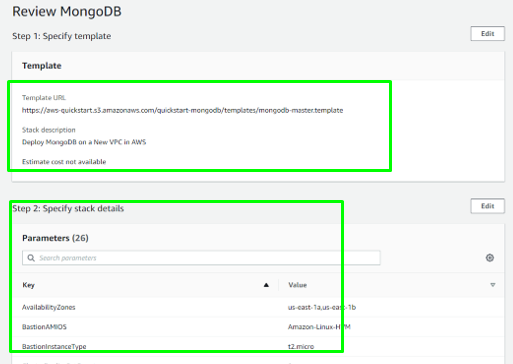 Review MongoDB
Step 1: Specify template
Edit
Template
Template URL
https://aws-quickstart.s3.amazonaws.com/quickstart-mongodb/templates/mongodb-master.template
Stack description
Deploy MongoDB on a New VPC in AWS
Estimate cost not available
Step 2: Specify stack details
Edit
Parameters (26)
Search parameters
Key Value
AvailabilityZones us-east-1a,us-east-1b
BastionAMIOS Amazon-Linux-HVM
BastionInstanceType t2.micro